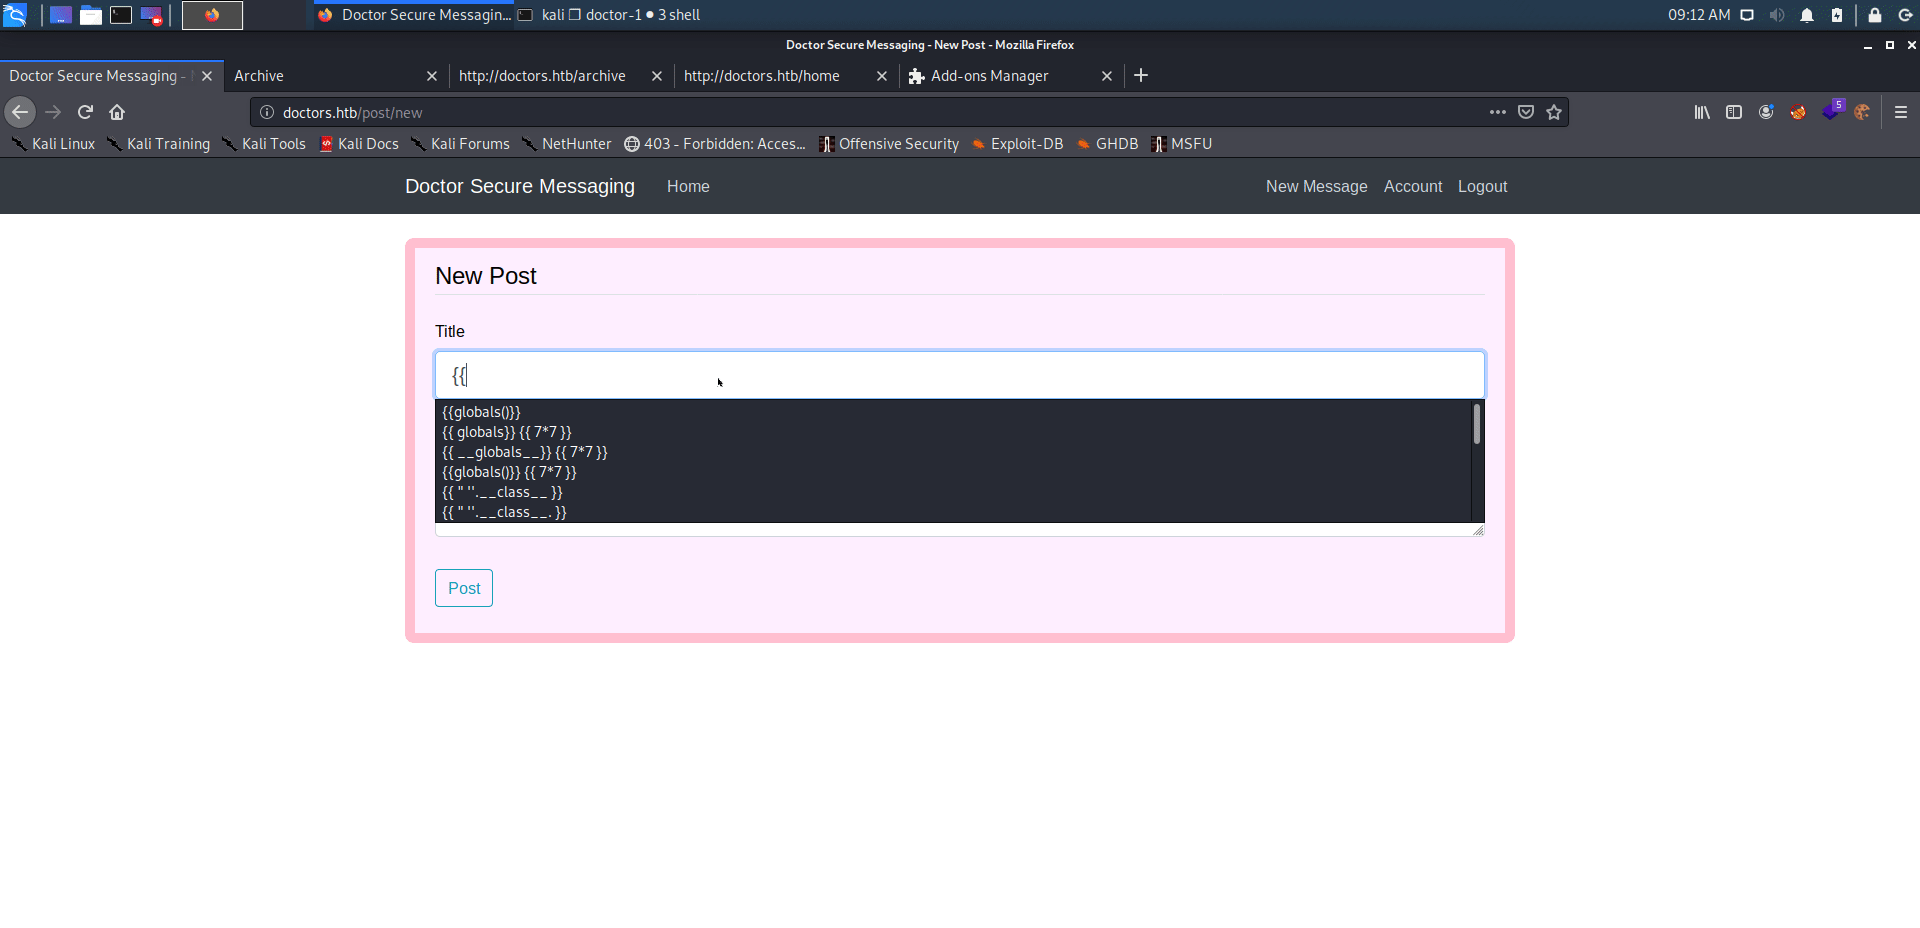 Doctor Secure Messagin... kali ❐ doctor-1 ● 3 shell 09:12 AM
Doctor Secure Messaging - New Post - Mozilla Firefox
Doctor Secure Messaging - Archive http://doctors.htb/archive http://doctors.htb/home Add-ons Manager
doctors.htb/post/new 5
Kali Linux Kali Training Kali Tools Kali Docs Kali Forums NetHunter 403 - Forbidden: Acces... Offensive Security Exploit-DB GHDB MSFU
Doctor Secure Messaging Home New Message Account Logout
New Post
Title
{{
{{globals()}}
{{ globals}} {{ 7*7 }}
{{ __globals__}} {{ 7*7 }}
{{globals()}} {{ 7*7 }}
{{ " ''.__class__ }}
{{ " ''.__class__. }}
Post